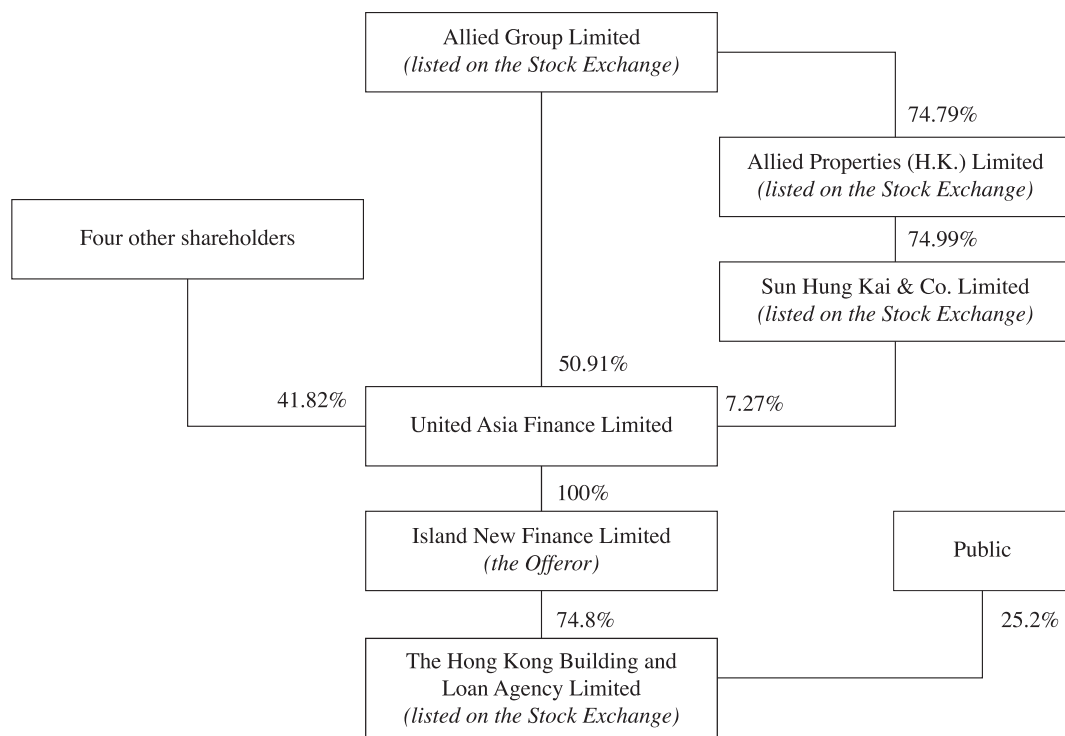 Allied Group Limited
(listed on the Stock Exchange)
74.79%
Allied Properties (H.K.) Limited
(listed on the Stock Exchange)
Four other shareholders
74.99%
Sun Hung Kai & Co. Limited
(listed on the Stock Exchange)
50.91%
41.82%
7.27%
United Asia Finance Limited
100%
Island New Finance Limited
(the Offeror)
Public
74.8%
25.2%
The Hong Kong Building and
Loan Agency Limited
(listed on the Stock Exchange)